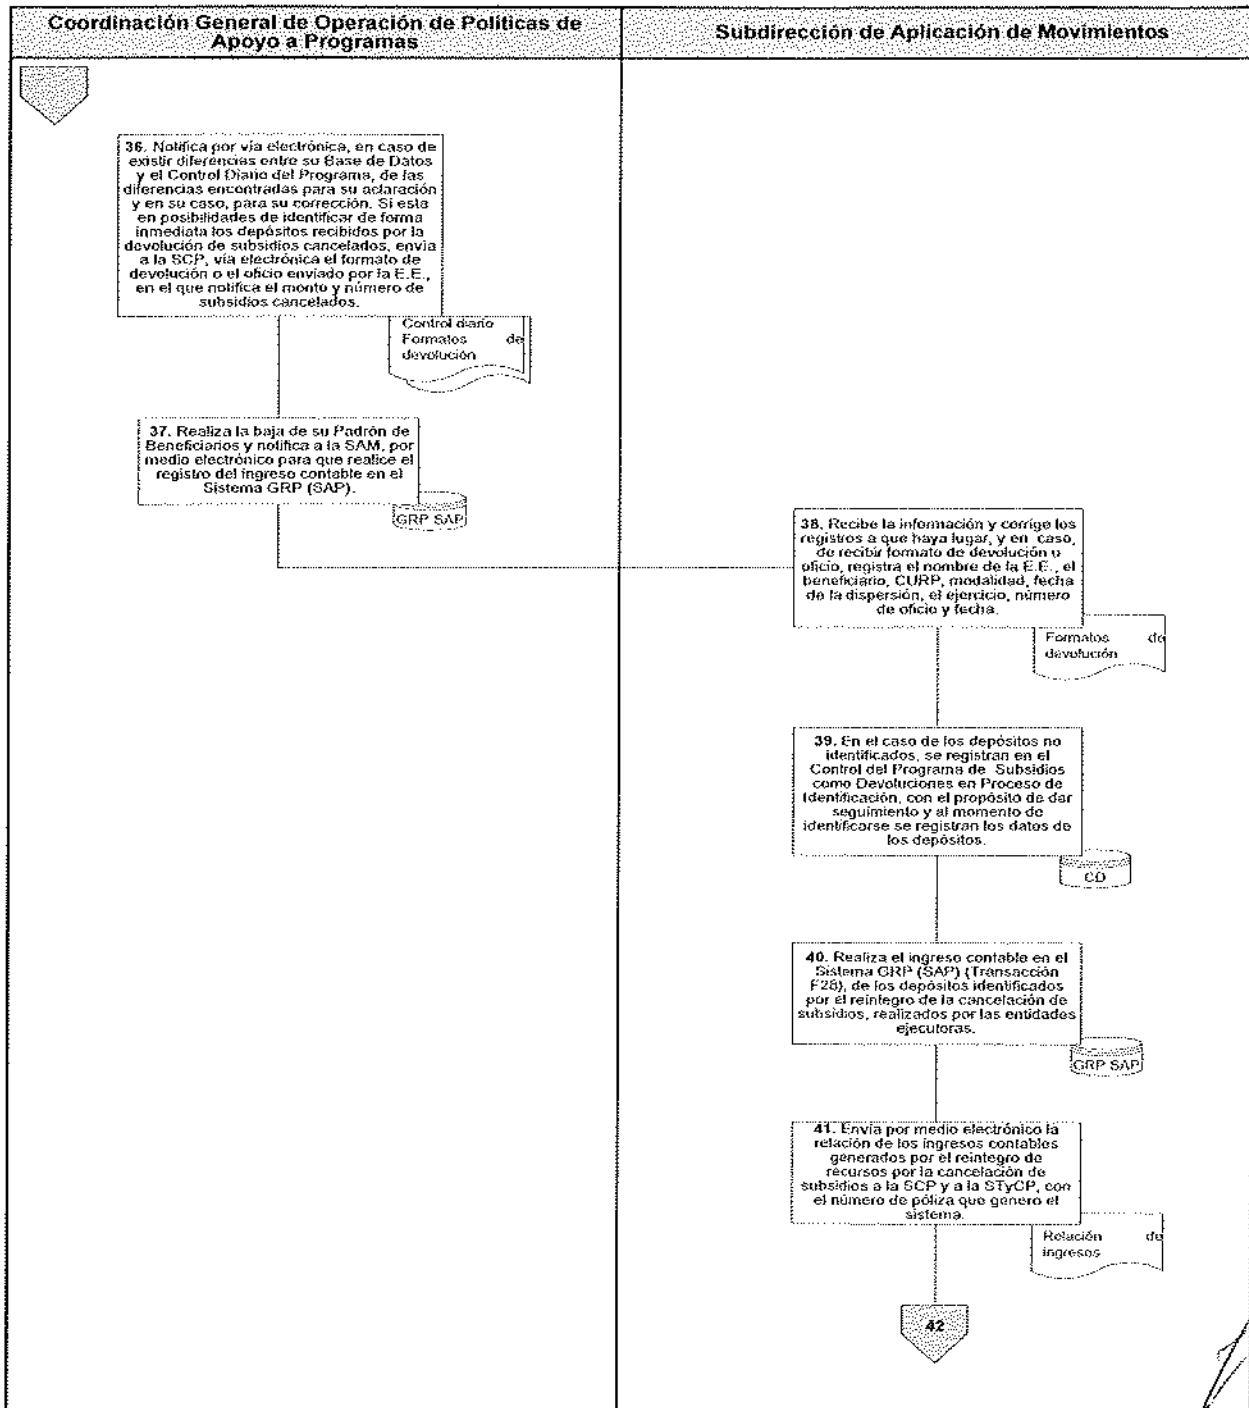 Coordinación General de Operación de Políticas de
Apoyo a Programas
Subdirección de Aplicación de Movimientos
36. Notifica por vía electrónica, en caso de
existir diferencias entre su Base de Datos
y el Control Diario del Programa, de las
diferencias encontradas para su aclaración
y en su caso, para su corrección. Si esta
en posibilidades de identificar de forma
inmediata los depósitos recibidos por la
devolución de subsidios cancelados, envía
a la SCP, vía electrónica el formato de
devolución o el oficio enviado por la E.E.,
en el que notifica el monto y número de
subsidios cancelados.
Control diario
Formatos de
devolución
37. Realiza la baja de su Padrón de
Beneficiarios y notifica a la SAM, por
medio electrónico para que realice el
registro del ingreso contable en el
Sistema GRP (SAP).
GRP SAP
38. Recibe la información y corrige los
registros a que haya lugar, y en caso,
de recibir formato de devolución u
oficio, registra el nombre de la E.E., el
beneficiario, CURP, modalidad, fecha
de la dispersión, el ejercicio, número
de oficio y fecha.
Formatos de
devolución
39. En el caso de los depósitos no
identificados, se registran en el
Control del Programa de Subsidios
como Devoluciones en Proceso de
Identificación, con el propósito de dar
seguimiento y al momento de
identificarse se registran los datos de
los depósitos.
CD
40. Realiza el ingreso contable en el
Sistema GRP (SAP) (Transacción
F28), de los depósitos identificados
por el reintegro de la cancelación de
subsidios, realizados por las entidades
ejecutoras.
GRP SAP
41. Envía por medio electrónico la
relación de los ingresos contables
generados por el reintegro de
recursos por la cancelación de
subsidios a la SCP y a la STyCP, con
el número de póliza que genero el
sistema.
Relación de
ingresos
42